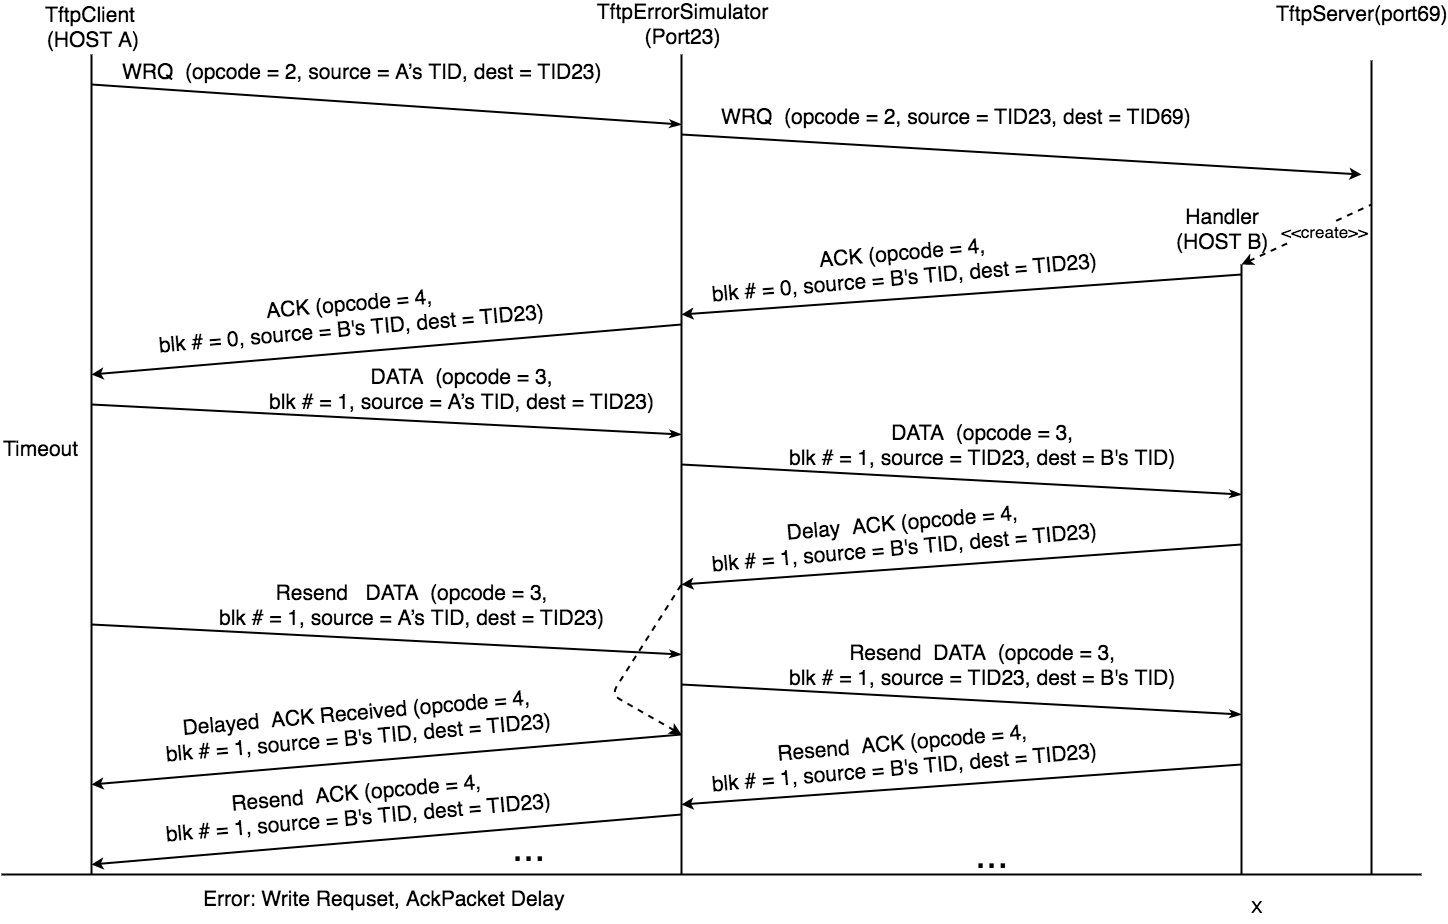 TftpClient
(HOST A)
TftpErrorSimulator
(Port23)
TftpServer(port69)
WRQ (opcode = 2, source = A’s TID, dest = TID23)
WRQ (opcode = 2, source = TID23, dest = TID69)
Handler
(HOST B)
<<create>>
ACK (opcode = 4,
blk # = 0, source = B's TID, dest = TID23)
ACK (opcode = 4,
blk # = 0, source = B's TID, dest = TID23)
DATA (opcode = 3,
blk # = 1, source = A’s TID, dest = TID23)
Timeout
DATA (opcode = 3,
blk # = 1, source = TID23, dest = B's TID)
Delay ACK (opcode = 4,
blk # = 1, source = B's TID, dest = TID23)
Resend DATA (opcode = 3,
blk # = 1, source = A’s TID, dest = TID23)
Resend DATA (opcode = 3,
blk # = 1, source = TID23, dest = B's TID)
Delayed ACK Received (opcode = 4,
blk # = 1, source = B's TID, dest = TID23)
Resend ACK (opcode = 4,
blk # = 1, source = B's TID, dest = TID23)
Resend ACK (opcode = 4,
blk # = 1, source = B's TID, dest = TID23)
...
...
Error: Write Requset, AckPacket Delay
x